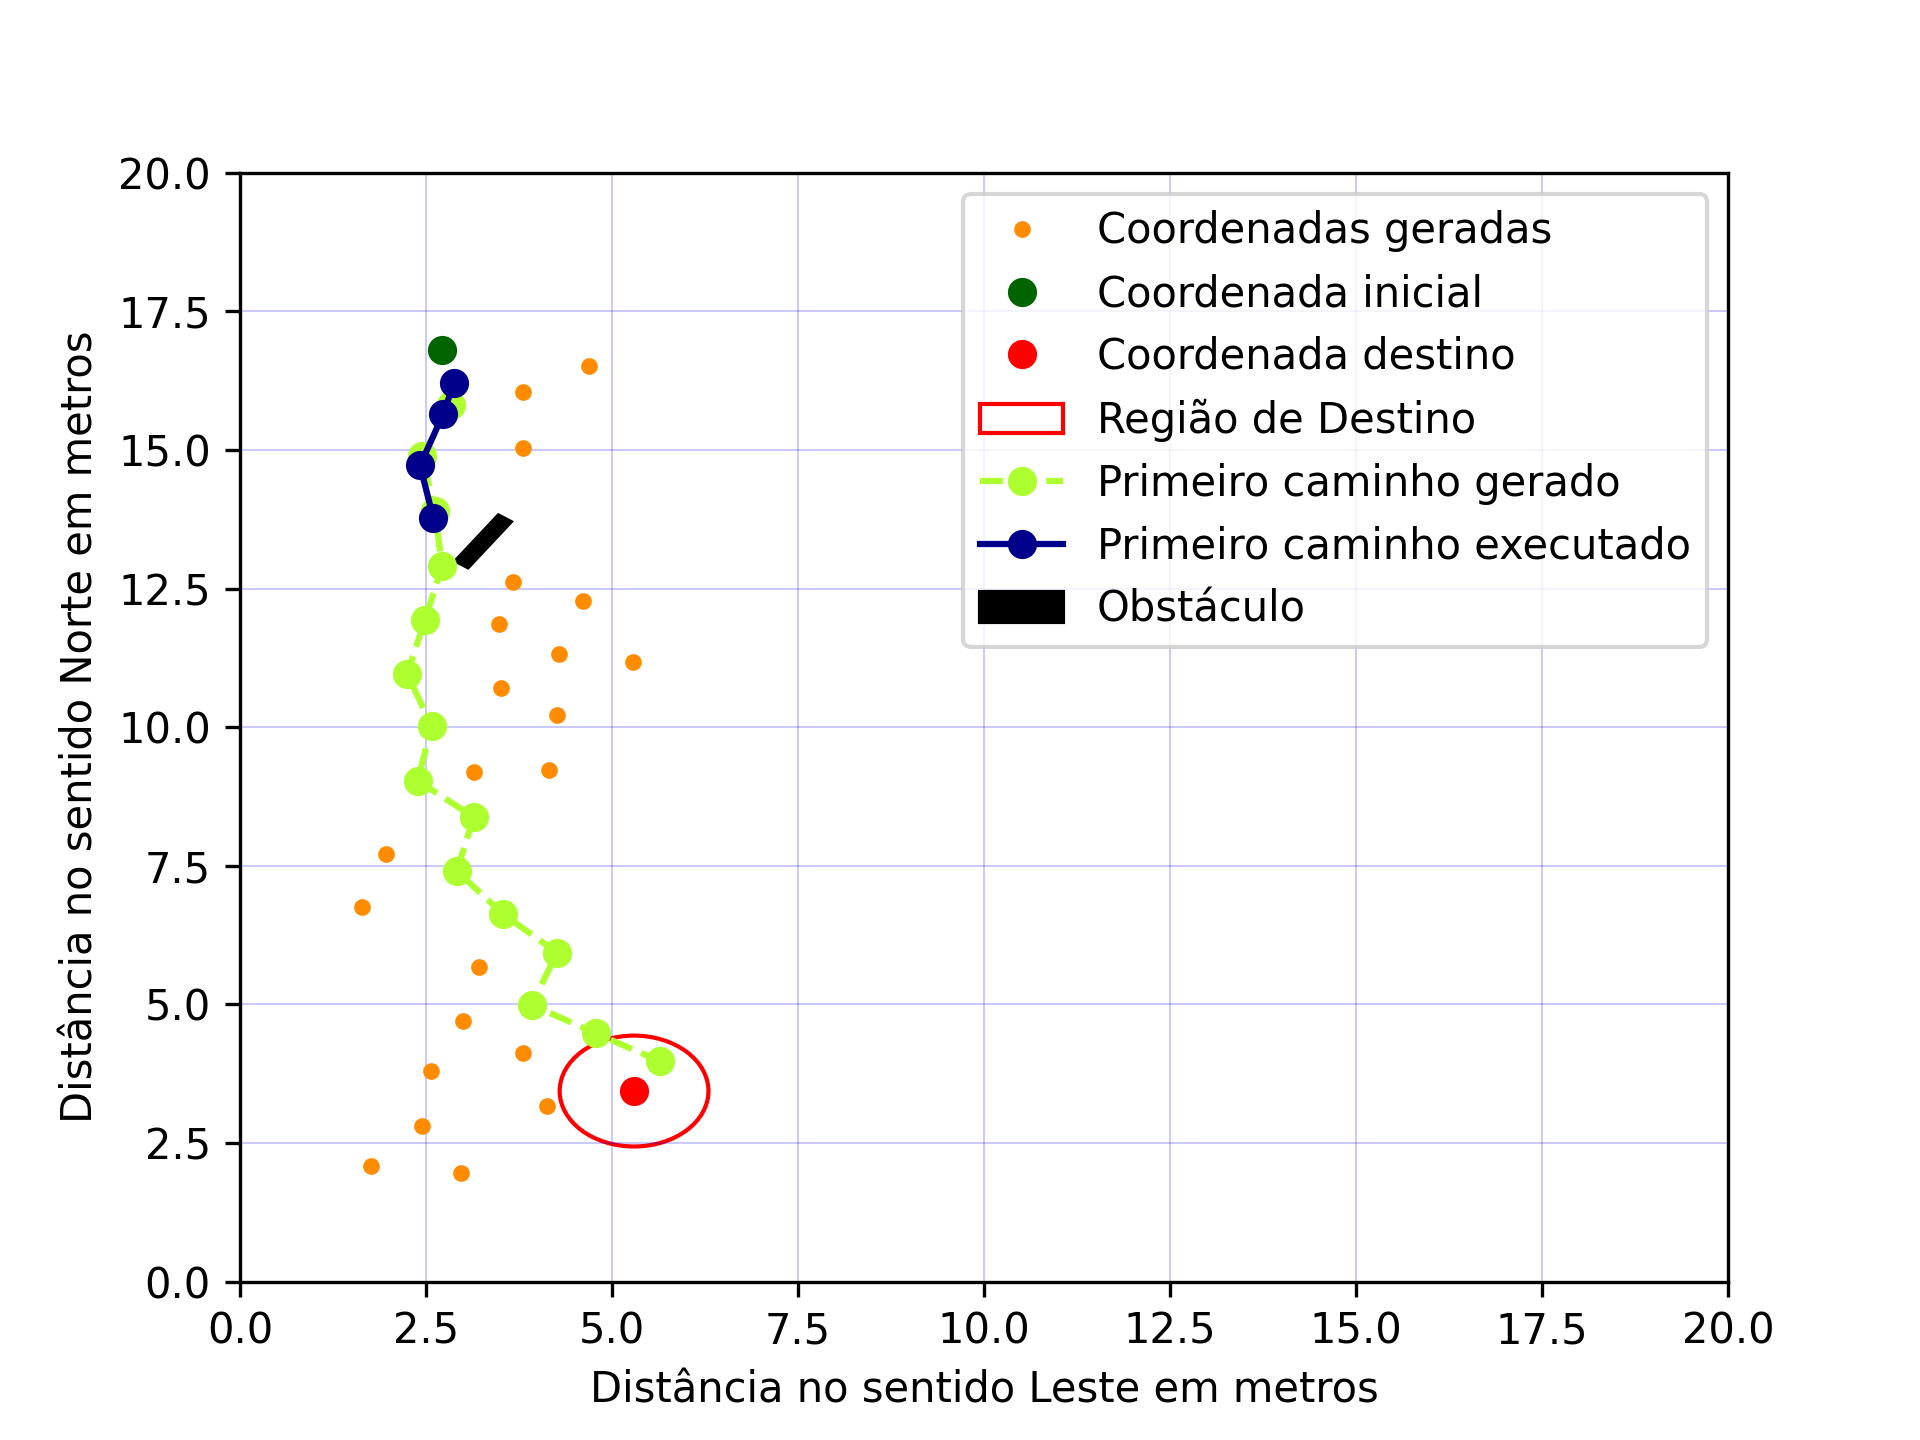 20.0
17.5
15.0
12.5
10.0
7.5
5.0
2.5
0.0
Distância no sentido Norte em metros
Coordenadas geradas
Coordenada inicial
Coordenada destino
Região de Destino
Primeiro caminho gerado
Primeiro caminho executado
Obstáculo
0.0 2.5 5.0 7.5 10.0 12.5 15.0 17.5 20.0
Distância no sentido Leste em metros